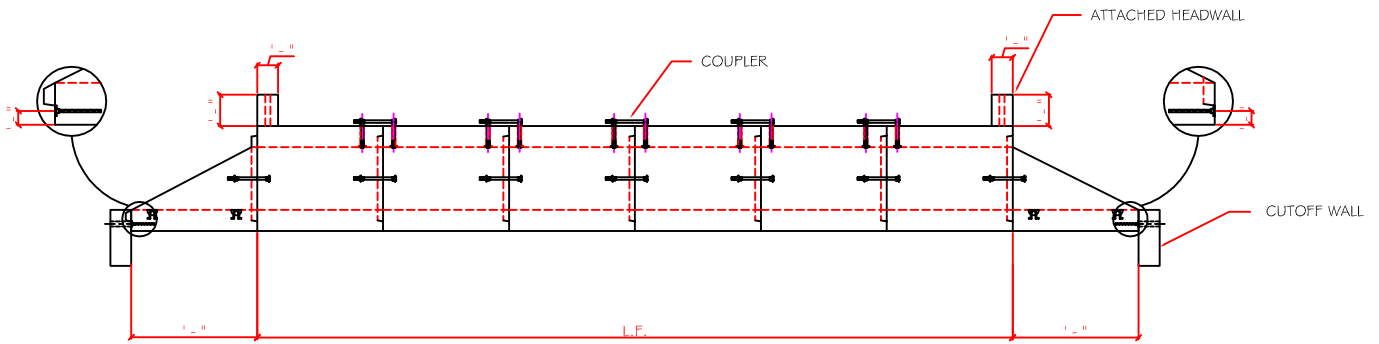 ATTACHED HEADWALL
' - "
' - "
COUPLER
' - "
' - "
' - "
' - "
CUTOFF WALL
' - "
L.F.
' - "